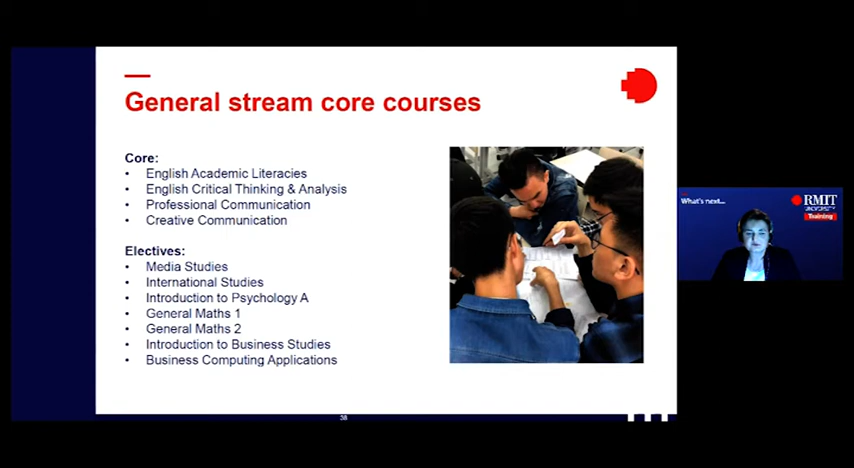 General stream core courses
Core:
• English Academic Literacies
• English Critical Thinking & Analysis
• Professional Communication
• Creative Communication
Electives:
• Media Studies
• International Studies
• Introduction to Psychology A
• General Maths 1
• General Maths 2
• Introduction to Business Studies
• Business Computing Applications
38
What's next...
RMIT
UNIVERSITY
Training